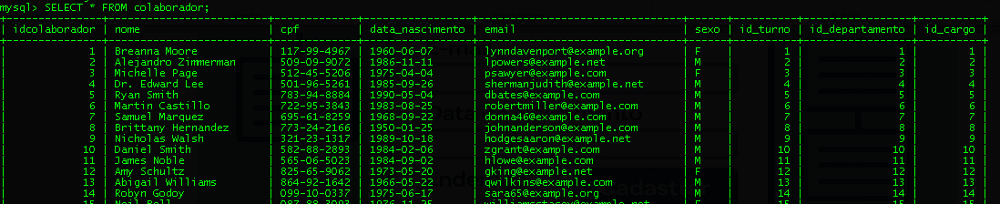 mysql> SELECT * FROM colaborador;
| idcolaborador | nome | cpf | data_nascimento | email | sexo | id_turno | id_departamento | id_cargo |
| 1 | Breanna Moore | 117-99-4967 | 1960-06-07 | lynndavenport@example.org | F | 1 | 1 | 1 |
| 2 | Alejandro Zimmerman | 509-09-9072 | 1986-11-11 | lpowers@example.net | M | 2 | 2 | 2 |
| 3 | Michelle Page | 512-45-5206 | 1975-04-04 | psawyer@example.com | F | 3 | 3 | 3 |
| 4 | Dr. Edward Lee | 501-96-5261 | 1985-09-26 | shermanjudith@example.net | M | 4 | 4 | 4 |
| 5 | Ryan Smith | 783-94-8884 | 1990-05-04 | dbates@example.com | M | 5 | 5 | 5 |
| 6 | Martin Castillo | 722-95-3843 | 1983-08-25 | robertmiller@example.com | M | 6 | 6 | 6 |
| 7 | Samuel Marquez | 695-61-8259 | 1968-09-22 | donna46@example.com | M | 7 | 7 | 7 |
| 8 | Brittany Hernandez | 773-24-2166 | 1950-01-25 | johnanderson@example.com | M | 8 | 8 | 8 |
| 9 | Nicholas Walsh | 321-23-1317 | 1989-10-18 | hodgesaaron@example.net | M | 9 | 9 | 9 |
| 10 | Daniel Smith | 582-88-2893 | 1984-02-06 | zgrant@example.com | M | 10 | 10 | 10 |
| 11 | James Noble | 565-06-5023 | 1984-09-02 | hlowe@example.com | M | 11 | 11 | 11 |
| 12 | Amy Schultz | 825-65-9062 | 1973-05-20 | gking@example.net | F | 12 | 12 | 12 |
| 13 | Abigail Williams | 864-92-1642 | 1966-05-22 | qwilkins@example.com | M | 13 | 13 | 13 |
| 14 | Robyn Godoy | 099-10-0337 | 1975-06-17 | sara65@example.org | M | 14 | 14 | 14 |